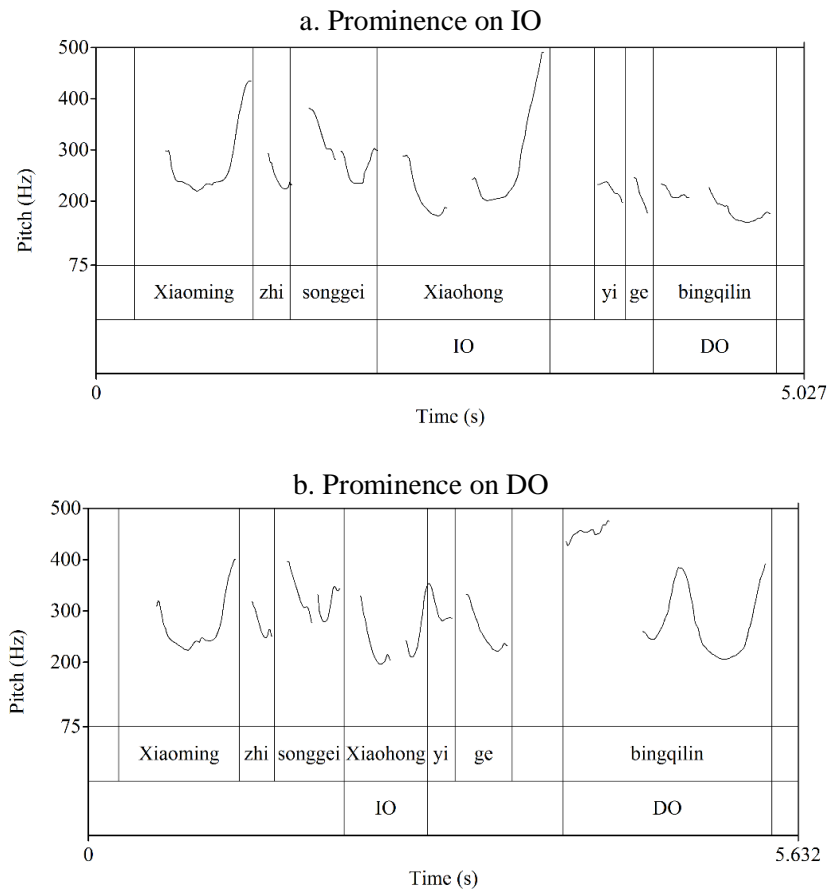 a. Prominence on IO
500
400
300
200
75
Pitch (Hz)
Xiaoming zhi songgei Xiaohong yi ge bingqilin
IO DO
0 5.027
Time (s)
b. Prominence on DO
500
400
300
200
75
Pitch (Hz)
Xiaoming zhi songgei Xiaohong yi ge bingqilin
IO DO
0 5.632
Time (s)